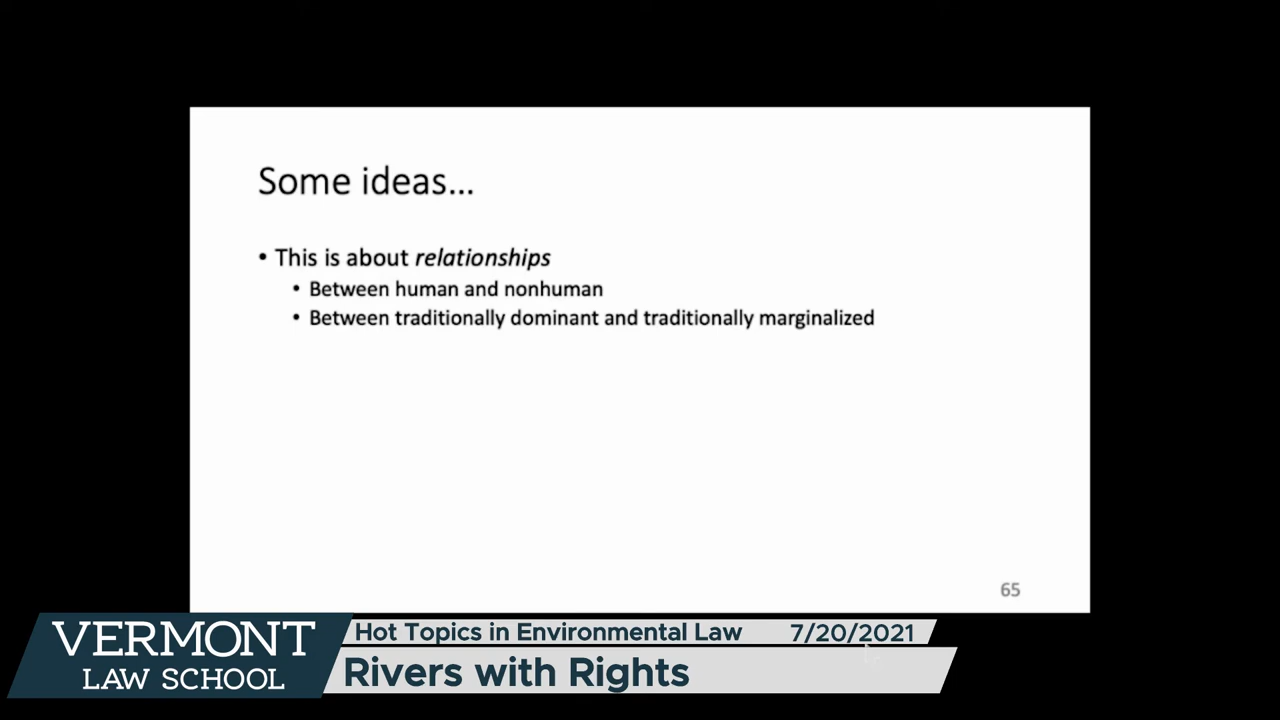 Some ideas...
• This is about relationships
• Between human and nonhuman
• Between traditionally dominant and traditionally marginalized
65
VERMONT
LAW SCHOOL
Hot Topics in Environmental Law
7/20/2021
Rivers with Rights